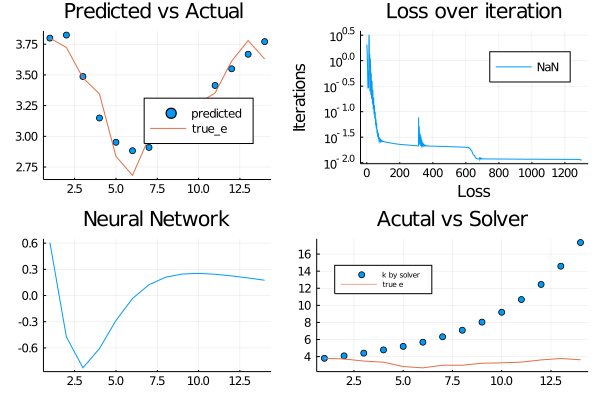 Predicted vs Actual
3.75
3.50
3.25
3.00
2.75
predicted
true_e
2.5 5.0 7.5 10.0 12.5
Loss over iteration
Iterations
10^0.5
10^0.0
10^-0.5
10^-1.0
10^-1.5
10^-2.0
NaN
0 200 400 600 800 1000 1200
Loss
Neural Network
0.6
0.3
0.0
-0.3
-0.6
2.5 5.0 7.5 10.0 12.5
Acutal vs Solver
16
14
12
10
8
6
4
k by solver
true e
2.5 5.0 7.5 10.0 12.5